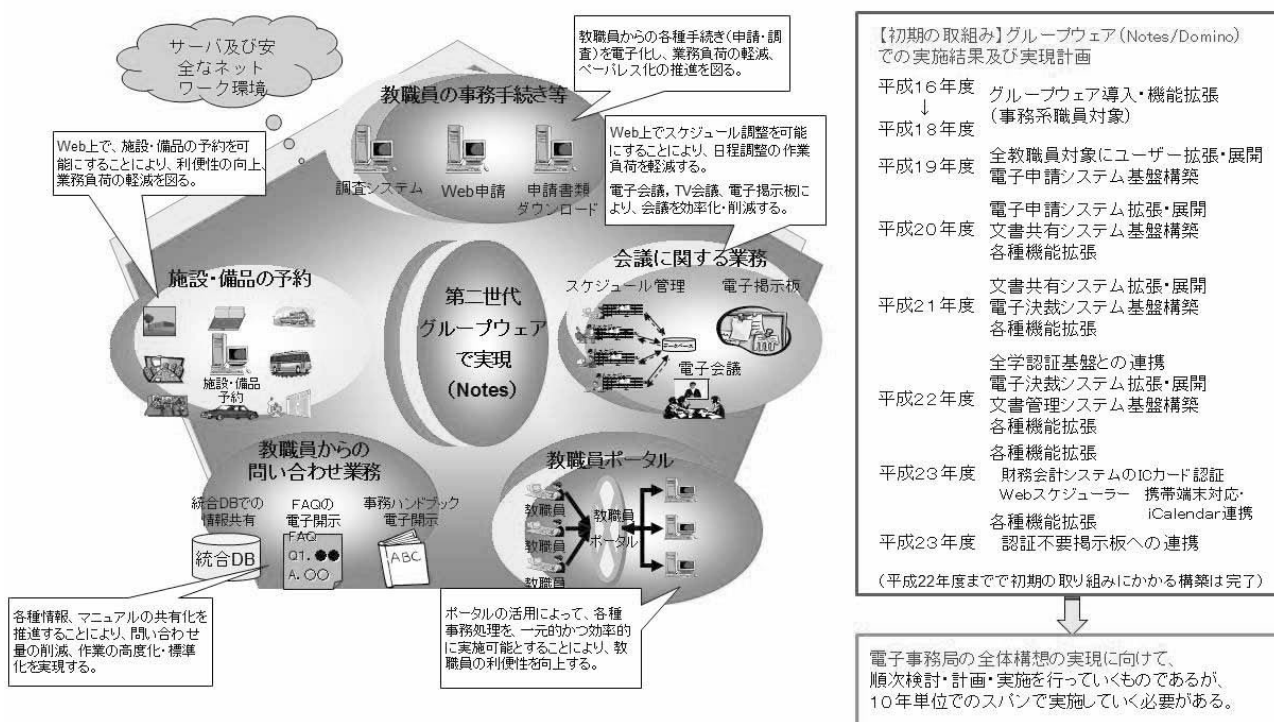 サーバ及び安
全なネット
ワーク環境
教職員からの各種手続き(申請・調
査)を電子化し、業務負荷の軽減、
ペーパレス化の推進を図る。
教職員の事務手続き等
調査システム
Web申請
申請書類
ダウンロード
Web上で、施設・備品の予約を可
能にすることにより、利便性の向上、
業務負荷の軽減を図る。
Web上でスケジュール調整を可能
にすることにより、日程調整の作業
負荷を軽減する。
電子会議，TV会議、電子掲示板に
より、会議を効率化・削減する。
施設・備品の予約
施設・備品
予約
第二世代
グループウェア
で実現
(Notes)
会議に関する業務
スケジュール管理
電子掲示板
データベース
電子会議
教職員からの
問い合わせ業務
統合DBでの
情報共有
FAQの
電子開示
事務ハンドブック
電子開示
統合DB
FAQ
Q1.●●
A.○○
ABC
教職員ポータル
教職員
教職員
教職員
教職員
ポータル
各種情報、マニュアルの共有化を
推進することにより、問い合わせ
量の削減、作業の高度化・標準
化を実現する。
ポータルの活用によって、各種
事務処理を、一元的かつ効率的
に実施可能とすることにより、教
職員の利便性を向上する。
【初期の取組み】グループウェア(Notes/Domino)
での実施結果及び実現計画
平成16年度
↓
平成18年度
グループウェア導入・機能拡張
(事務系職員対象)
平成19年度
全教職員対象にユーザー拡張・展開
電子申請システム基盤構築
平成20年度
電子申請システム拡張・展開
文書共有システム基盤構築
各種機能拡張
平成21年度
文書共有システム拡張・展開
電子決裁システム基盤構築
各種機能拡張
平成22年度
全学認証基盤との連携
電子決裁システム拡張・展開
文書管理システム基盤構築
各種機能拡張
平成23年度
各種機能拡張
財務会計システムのICカード認証
Webスケジューラー 携帯端末対応・
iCalendar連携
平成23年度
各種機能拡張
認証不要掲示板への連携
(平成22年度までで初期の取り組みにかかる構築は完了)
電子事務局の全体構想の実現に向けて、
順次検討・計画・実施を行っていくものであるが、
10年単位でのスパンで実施していく必要がある。